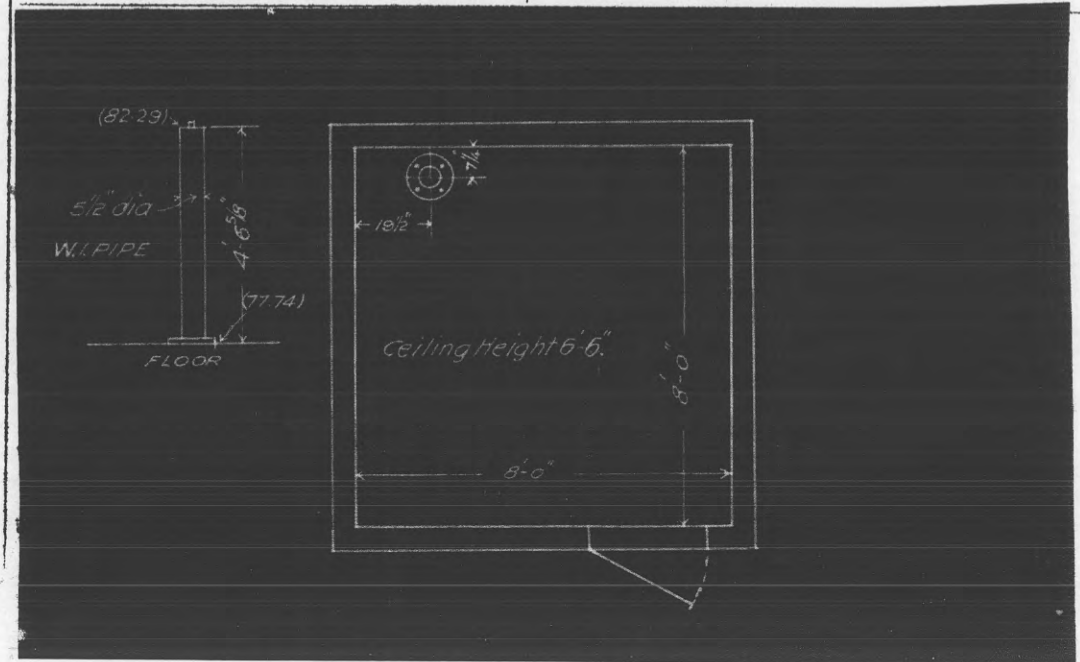 (82.29)
5½" dia
W.I. PIPE
4'-6⅝"
(77.74)
FLOOR
7¼"
19½"
Ceiling Height 6'-6".
8'-0"
8'-0"